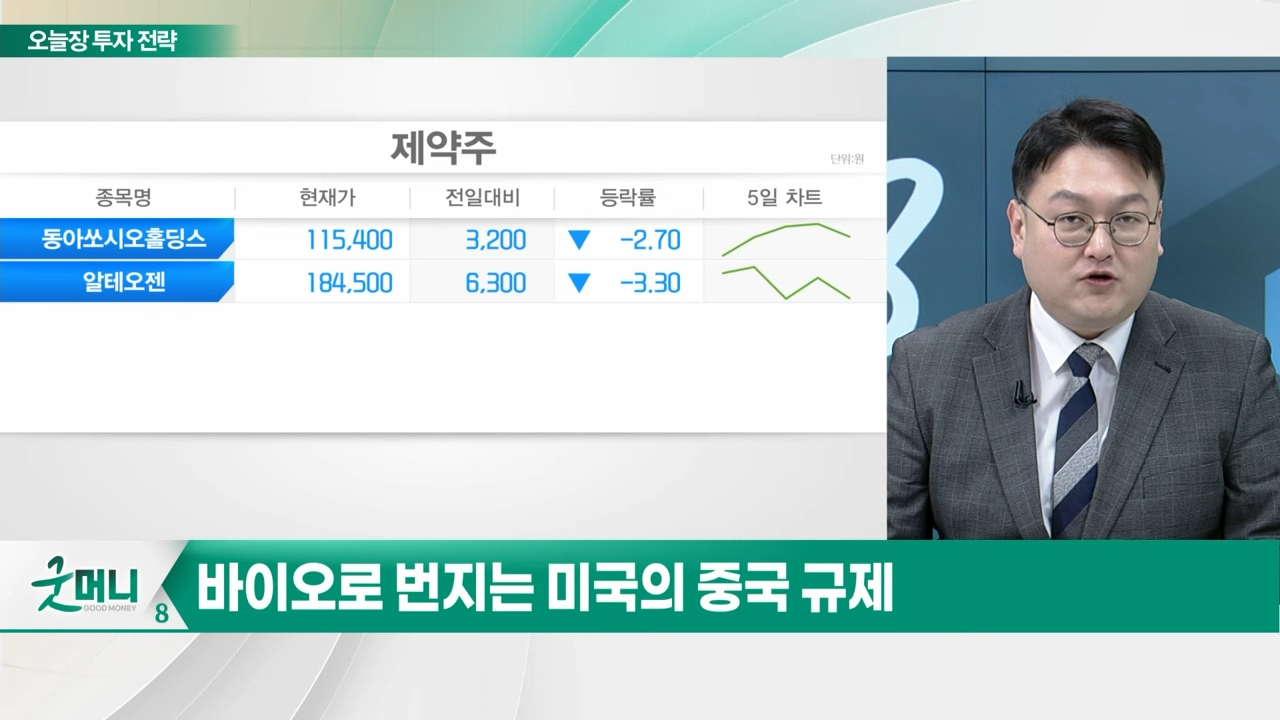 오늘장 투자 전략
제약주
단위:원
종목명 현재가 전일대비 등락률 5일 차트
동아쏘시오홀딩스 115,400 3,200 ▼ -2.70
알테오젠 184,500 6,300 ▼ -3.30
굿머니
GOOD MONEY
8
바이오로 번지는 미국의 중국 규제